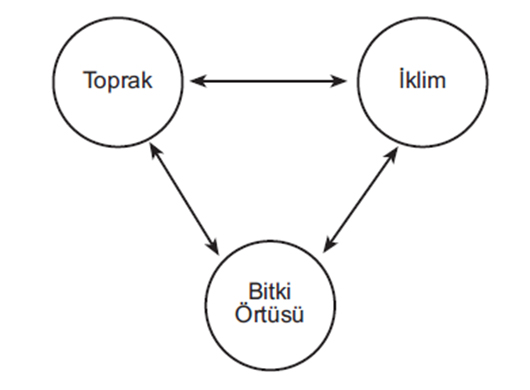 Toprak
İklim
Bitki
Örtüsü